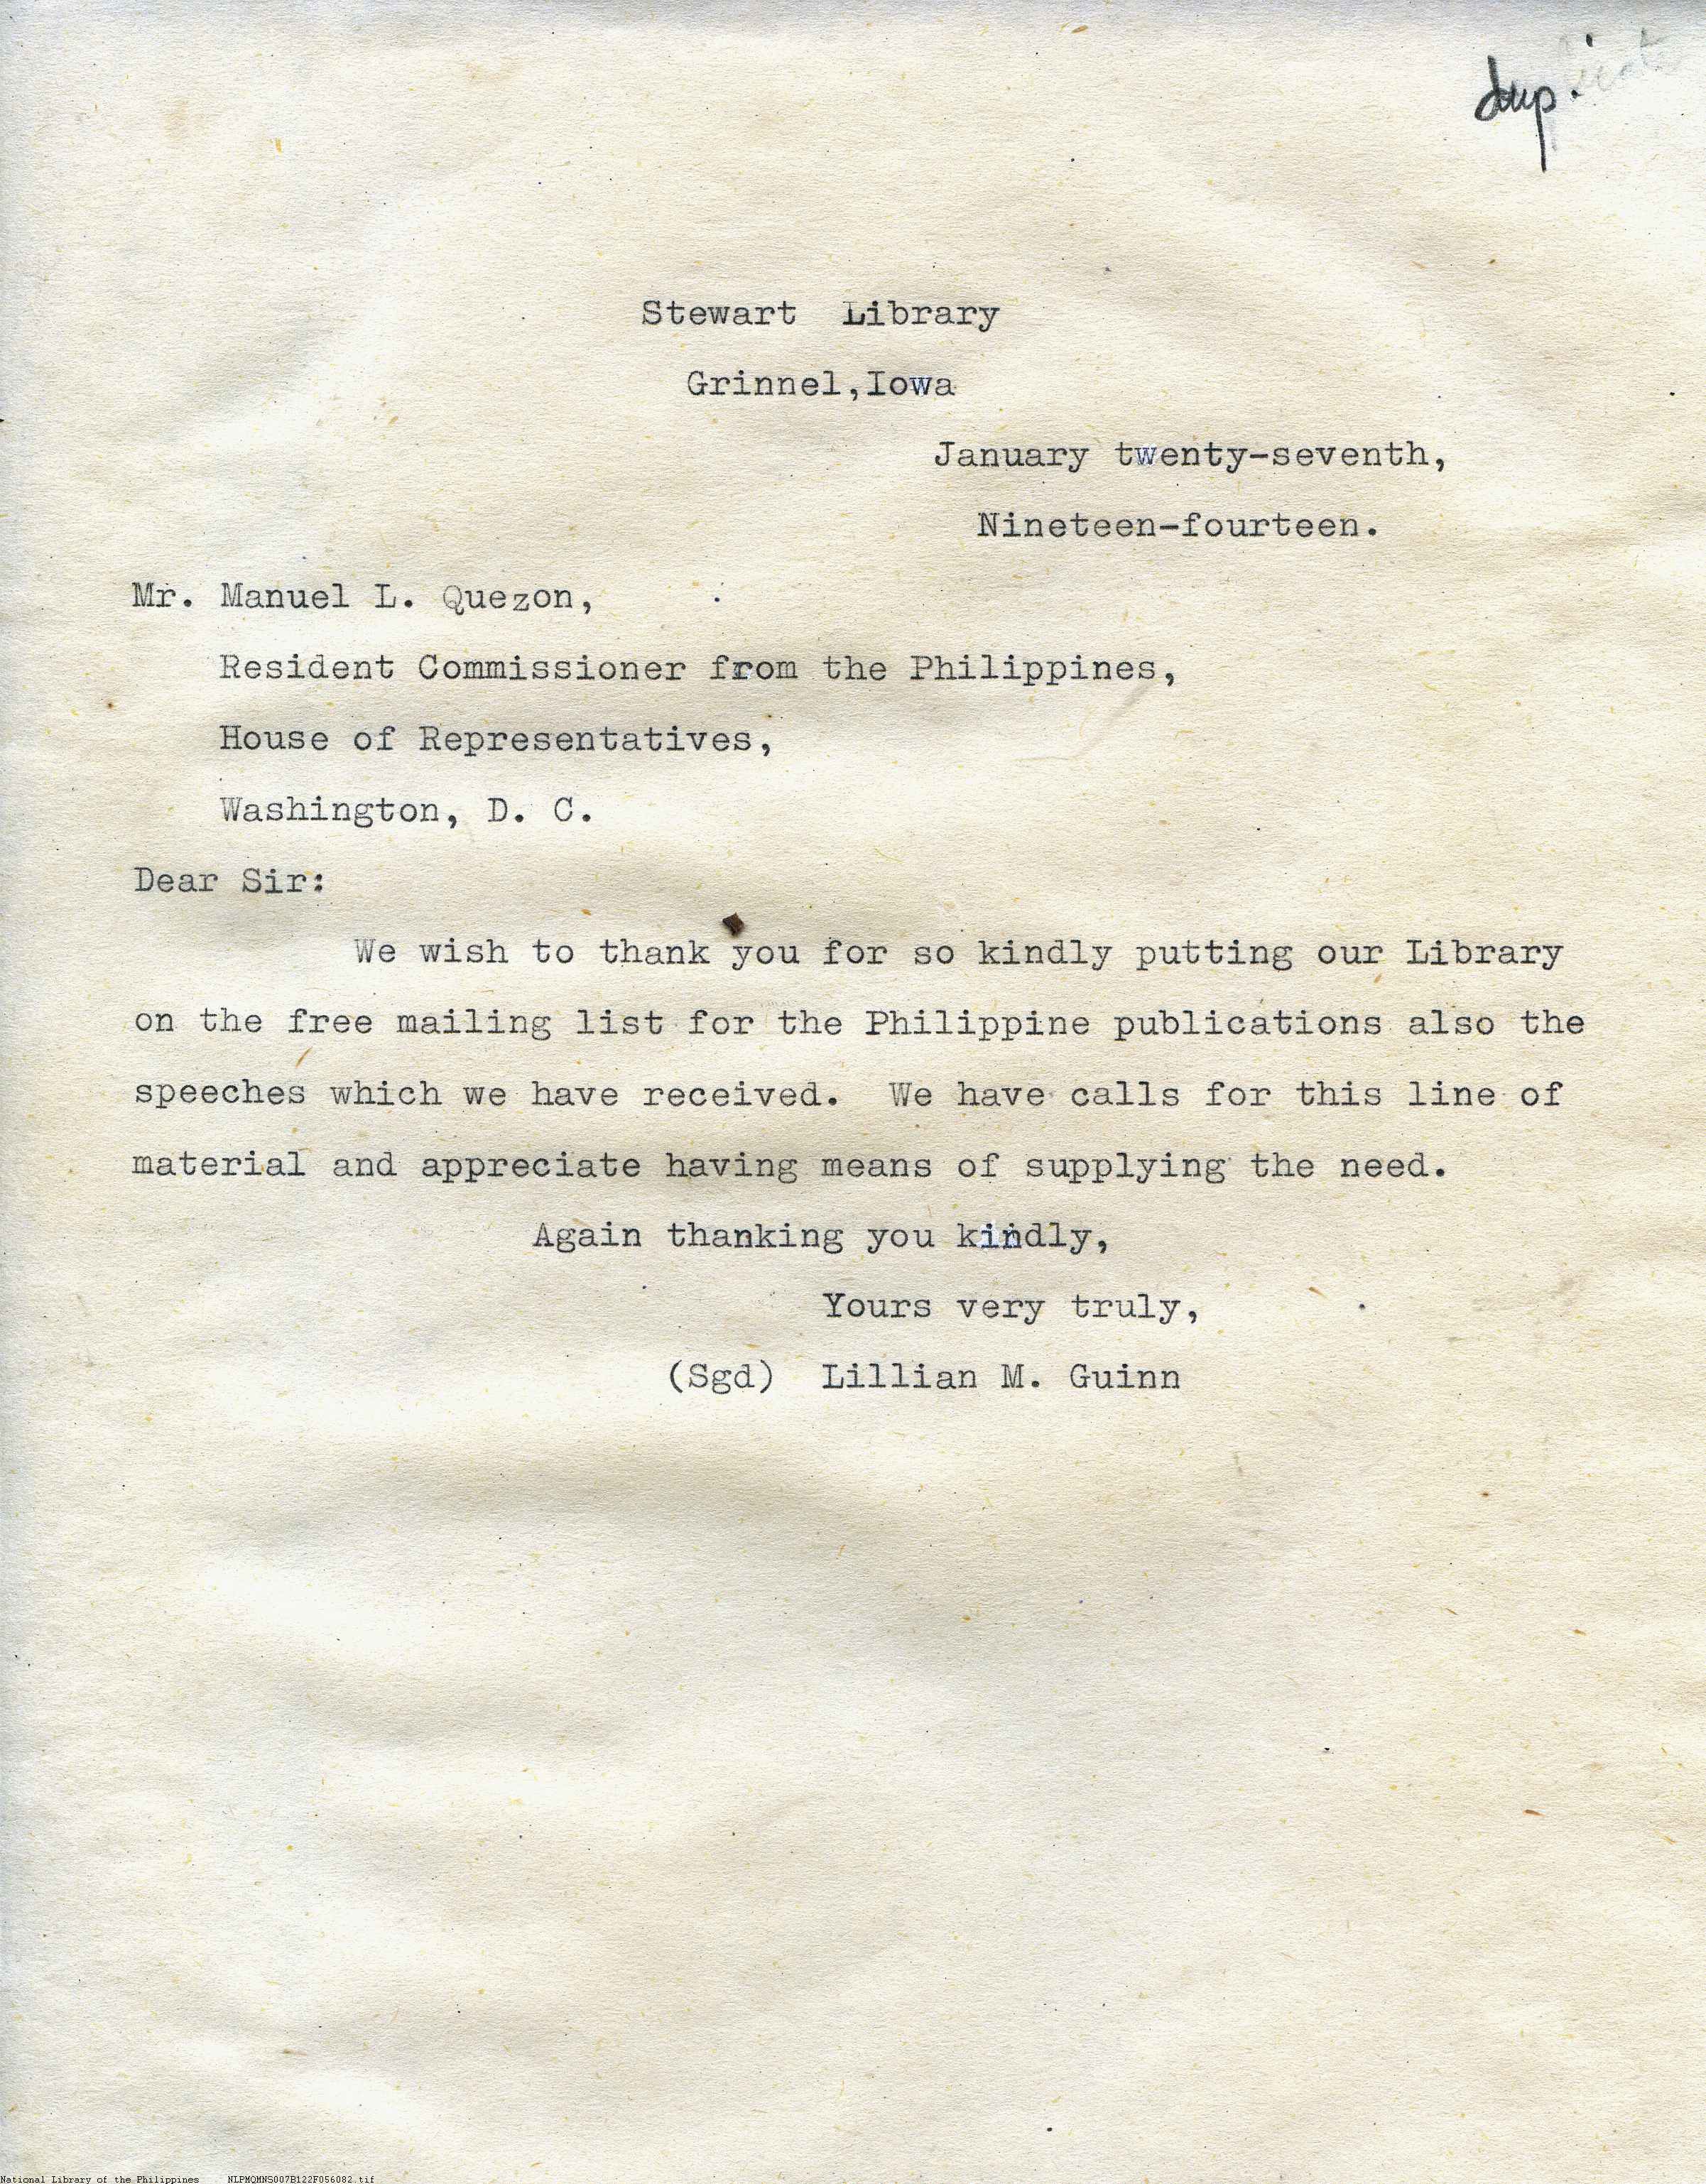 dup.
Stewart Library
Grinnel,Iowa
January twenty-seventh,
Nineteen-fourteen.
Mr. Manuel L. Quezon,
Resident Commissioner from the Philippines,
House of Representatives,
Washington, D. C.
Dear Sir:
We wish to thank you for so kindly putting our Library
on the free mailing list for the Philippine publications also the
speeches which we have received. We have calls for this line of
material and appreciate having means of supplying the need.
Again thanking you kindly,
Yours very truly,
(Sgd) Lillian M. Guinn
National Library of the Philippines NLPMQMNS007B122F056082.tif